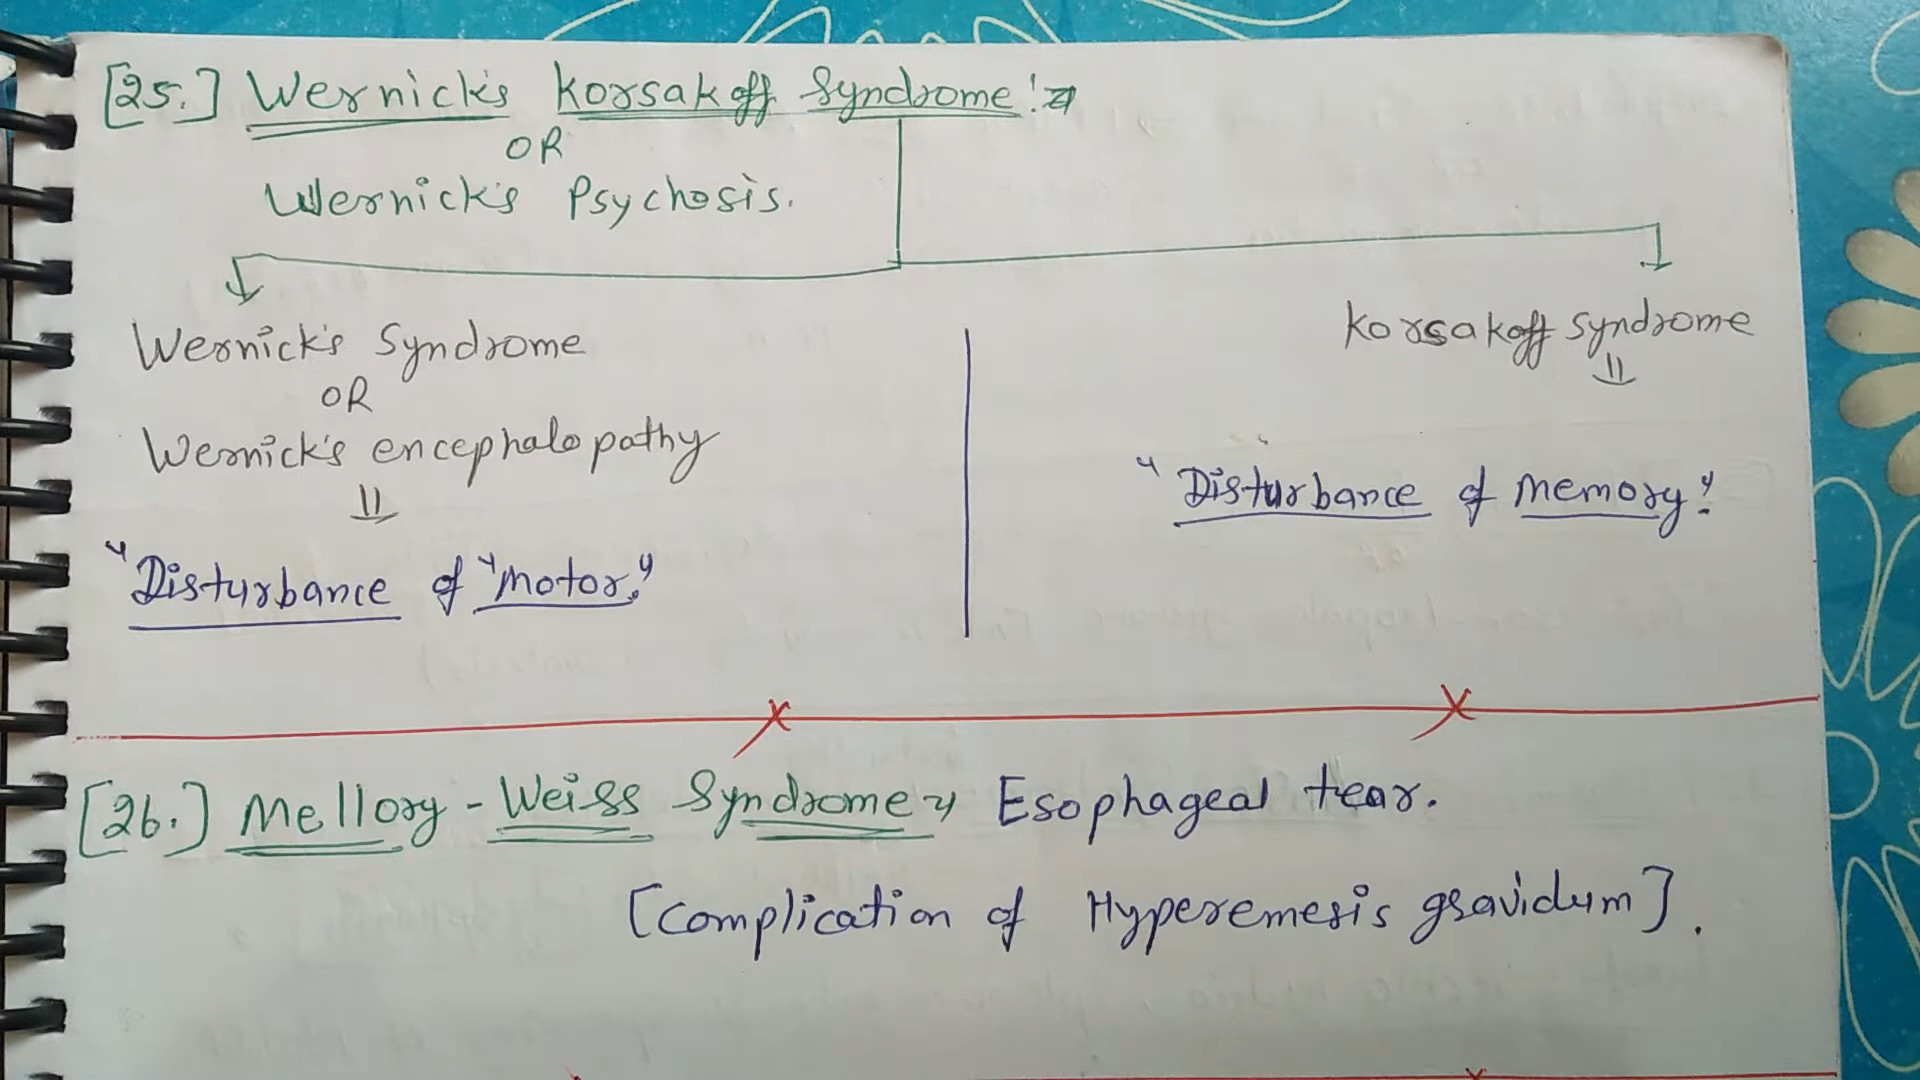 [25.] Wernick's Korsakoff Syndrome:→
OR
Wernick's Psychosis.
Wernick's Syndrome
OR
Wernick's encephalopathy
"Disturbance of "motor."
Korsakoff Syndrome
"Disturbance of memory"
[26.] Mellory-Weiss Syndrome → Esophageal tear.
[Complication of Hyperemesis gravidum].